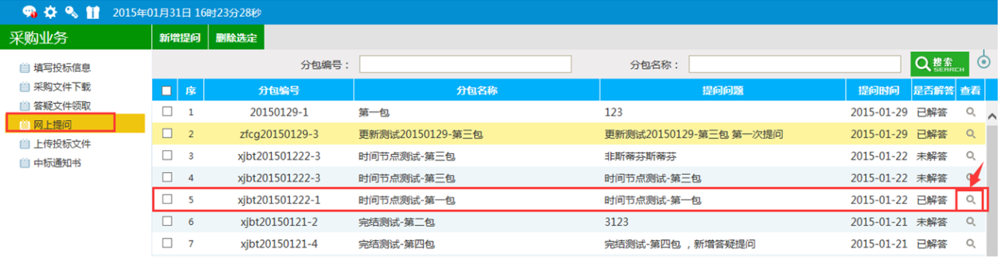 2015年01月31日 16时23分28秒
采购业务
新增提问 删除选定
填写投标信息
采购文件下载
答疑文件领取
网上提问
上传投标文件
中标通知书
分包编号： 分包名称： 搜索 SEARCH
序 分包编号 分包名称 提问问题 提问时间 是否解答 查看
1 20150129-1 第一包 123 2015-01-29 已解答
2 zfcg20150129-3 更新测试20150129-第三包 更新测试20150129-第三包 第一次提问 2015-01-29 已解答
3 xjbt201501222-3 时间节点测试-第三包 非斯蒂芬斯蒂芬 2015-01-22 未解答
4 xjbt201501222-3 时间节点测试-第三包 时间节点测试-第三包 2015-01-22 未解答
5 xjbt201501222-1 时间节点测试-第一包 时间节点测试-第一包 2015-01-22 已解答
6 xjbt20150121-2 完结测试-第二包 3123 2015-01-21 未解答
7 xjbt20150121-4 完结测试-第四包 完结测试-第四包 ，新增答疑提问 2015-01-21 已解答